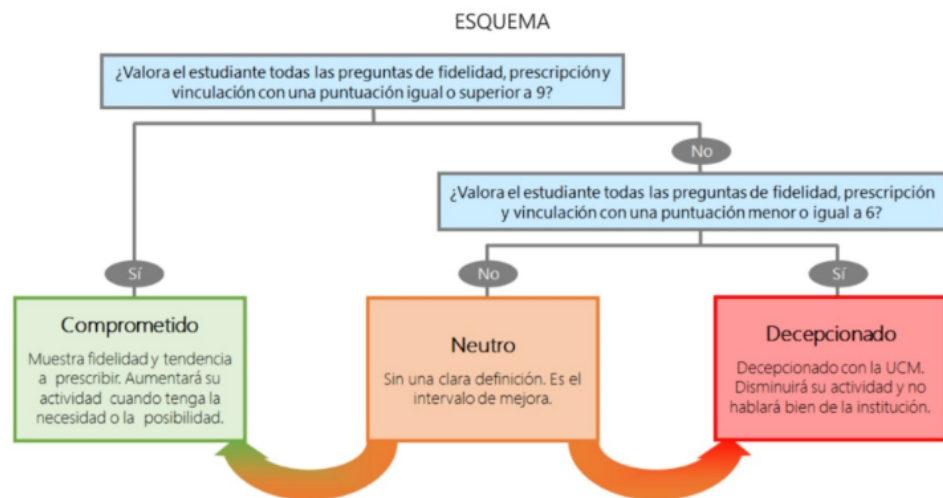 ESQUEMA
¿Valora el estudiante todas las preguntas de fidelidad, prescripción y
vinculación con una puntuación igual o superior a 9?
No
¿Valora el estudiante todas las preguntas de fidelidad, prescripción
y vinculación con una puntuación menor o igual a 6?
Sí
No
Sí
Comprometido
Muestra fidelidad y tendencia
a prescribir. Aumentará su
actividad cuando tenga la
necesidad o la posibilidad.
Neutro
Sin una clara definición. Es el
intervalo de mejora.
Decepcionado
Decepcionado con la UCM.
Disminuirá su actividad y no
hablará bien de la institución.